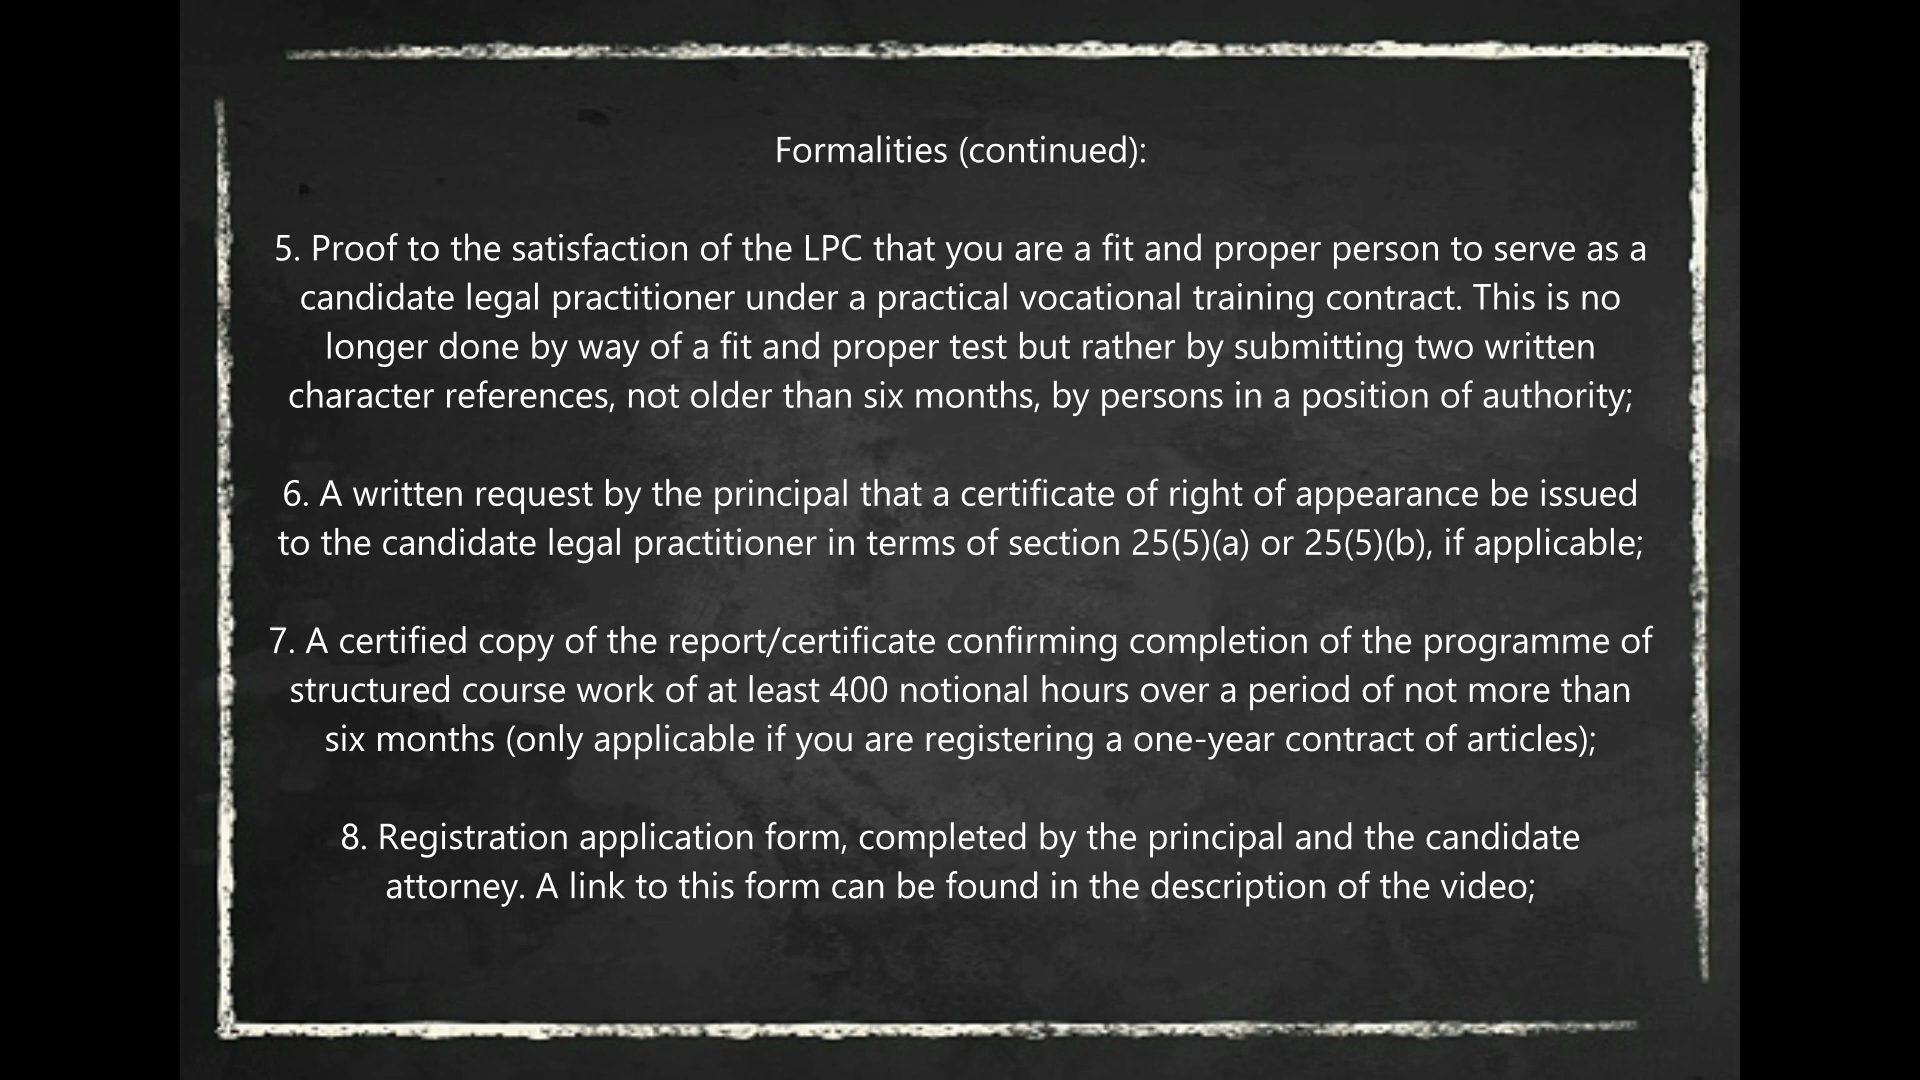 Formalities (continued):
5. Proof to the satisfaction of the LPC that you are a fit and proper person to serve as a
candidate legal practitioner under a practical vocational training contract. This is no
longer done by way of a fit and proper test but rather by submitting two written
character references, not older than six months, by persons in a position of authority;
6. A written request by the principal that a certificate of right of appearance be issued
to the candidate legal practitioner in terms of section 25(5)(a) or 25(5)(b), if applicable;
7. A certified copy of the report/certificate confirming completion of the programme of
structured course work of at least 400 notional hours over a period of not more than
six months (only applicable if you are registering a one-year contract of articles);
8. Registration application form, completed by the principal and the candidate
attorney. A link to this form can be found in the description of the video;